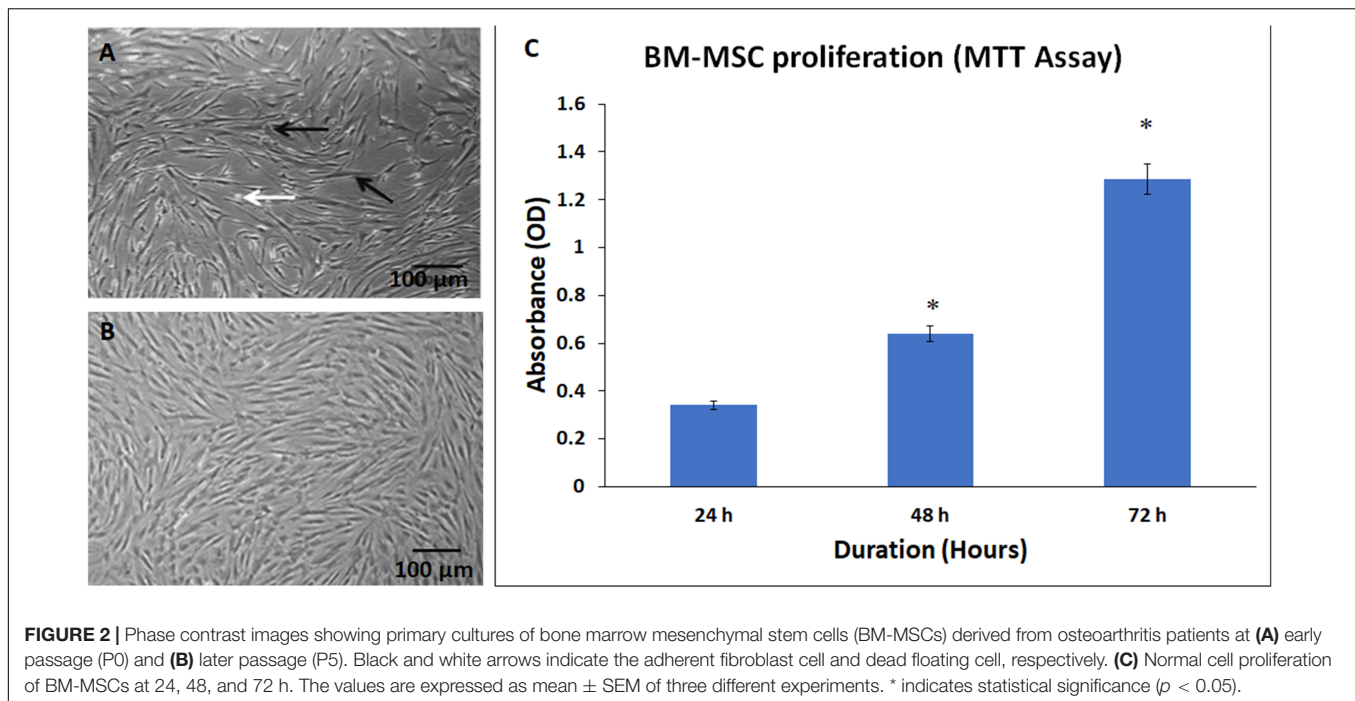 A
100 µm
B
100 µm
C
BM-MSC proliferation (MTT Assay)
Absorbance (OD)
1.6
1.4
1.2
1
0.8
0.6
0.4
0.2
0
*
*
24 h
48 h
72 h
Duration (Hours)
FIGURE 2 | Phase contrast images showing primary cultures of bone marrow mesenchymal stem cells (BM-MSCs) derived from osteoarthritis patients at (A) early
passage (P0) and (B) later passage (P5). Black and white arrows indicate the adherent fibroblast cell and dead floating cell, respectively. (C) Normal cell proliferation
of BM-MSCs at 24, 48, and 72 h. The values are expressed as mean ± SEM of three different experiments. * indicates statistical significance (p < 0.05).